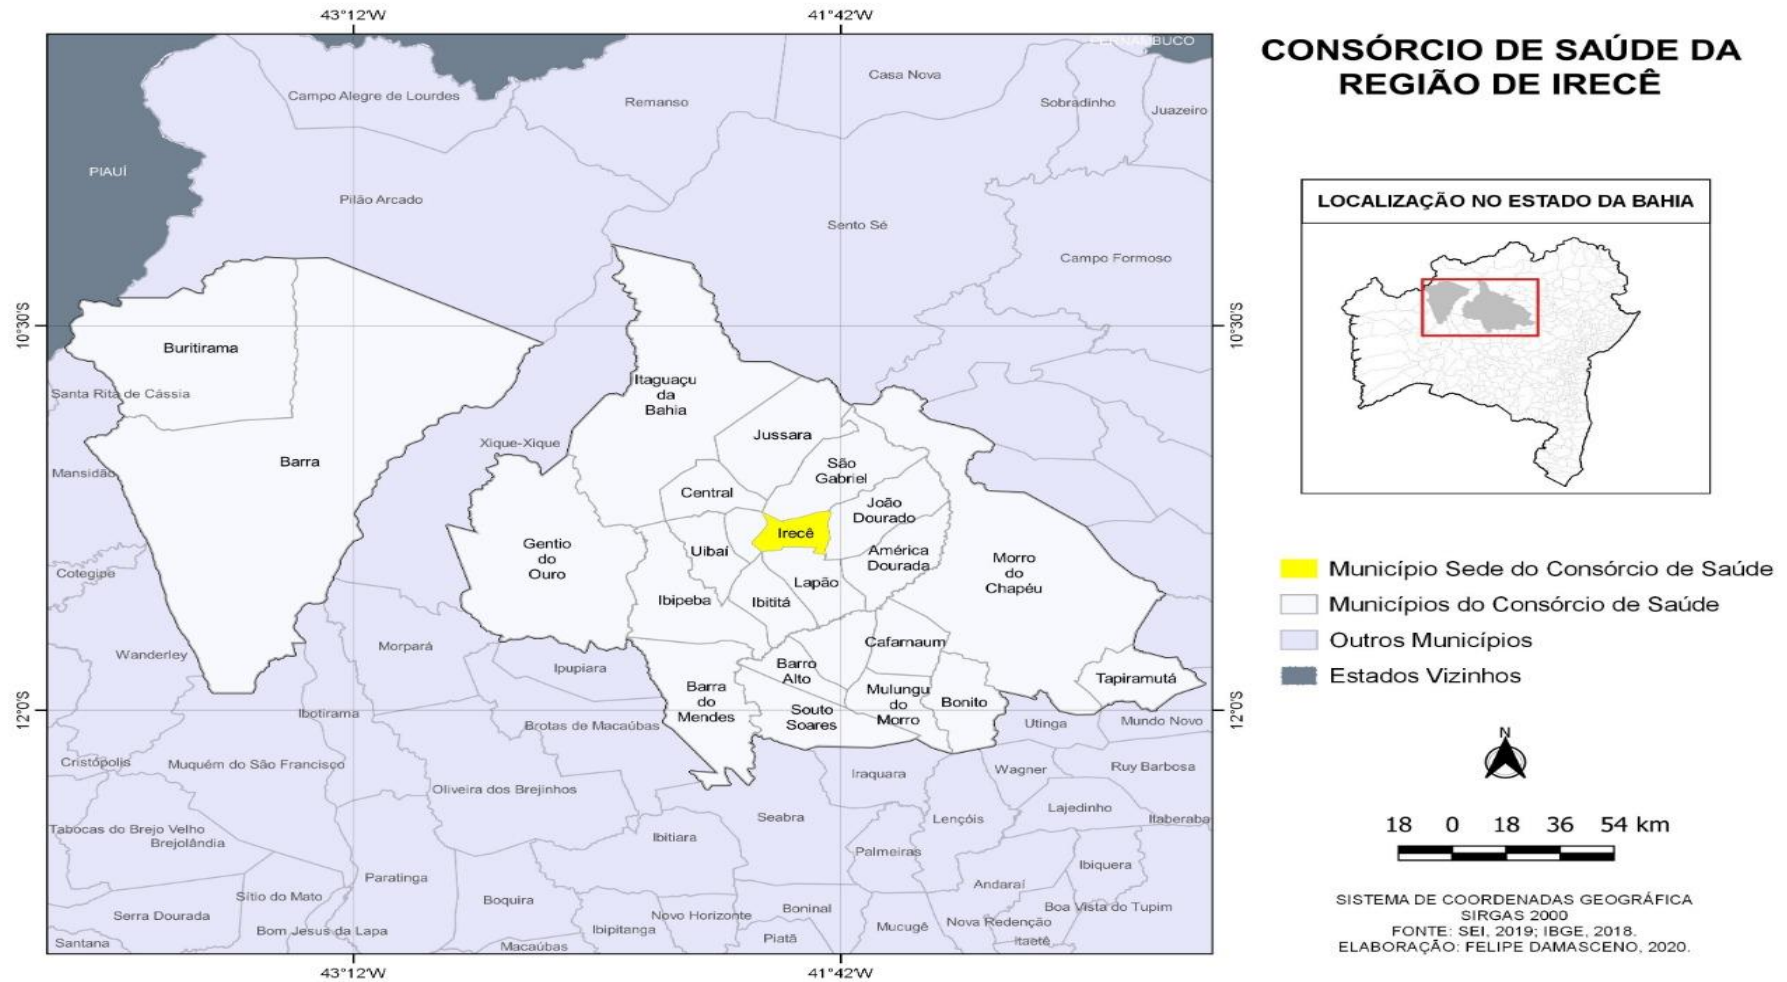 43°12'W
41°42'W
PERNAMBUCO
Casa Nova
Campo Alegre de Lourdes
Remanso
Sobradinho
Juazeiro
PIAUÍ
Pilão Arcado
Sento Sé
Campo Formoso
10°30'S
10°30'S
Buritirama
Santa Rita de Cássia
Itaguaçu
da
Bahia
Xique-Xique
Jussara
Barra
Mansidão
São
Gabriel
Central
João
Dourado
Irecê
Gentio
do
Ouro
Uibaí
América
Dourada
Morro
do
Chapéu
Cotegipe
Lapão
Ibipeba
Ibititá
Cafarnaum
Morpará
Wanderley
Ipupiara
Barro
Alto
Tapiramutá
Barra
do
Mendes
Mulungu
do
Morro
Bonito
Souto
Soares
12°0'S
12°0'S
Ibotirama
Brotas de Macaúbas
Utinga
Mundo Novo
Cristópolis
Muquém do São Francisco
Iraquara
Wagner
Ruy Barbosa
Oliveira dos Brejinhos
Seabra
Lençóis
Lajedinho
Itaberaba
Tabocas do Brejo Velho
Brejolândia
Ibitiara
Palmeiras
Ibiquera
Paratinga
Andaraí
Sítio do Mato
Boquira
Serra Dourada
Novo Horizonte
Boninal
Boa Vista do Tupim
Bom Jesus da Lapa
Ibipitanga
Mucugê
Nova Redenção
Santana
Macaúbas
Piatã
Itaetê
43°12'W
41°42'W
CONSÓRCIO DE SAÚDE DA
REGIÃO DE IRECÊ
LOCALIZAÇÃO NO ESTADO DA BAHIA
Município Sede do Consórcio de Saúde
Municípios do Consórcio de Saúde
Outros Municípios
Estados Vizinhos
N
18 0 18 36 54 km
SISTEMA DE COORDENADAS GEOGRÁFICA
SIRGAS 2000
FONTE: SEI, 2019; IBGE, 2018.
ELABORAÇÃO: FELIPE DAMASCENO, 2020.